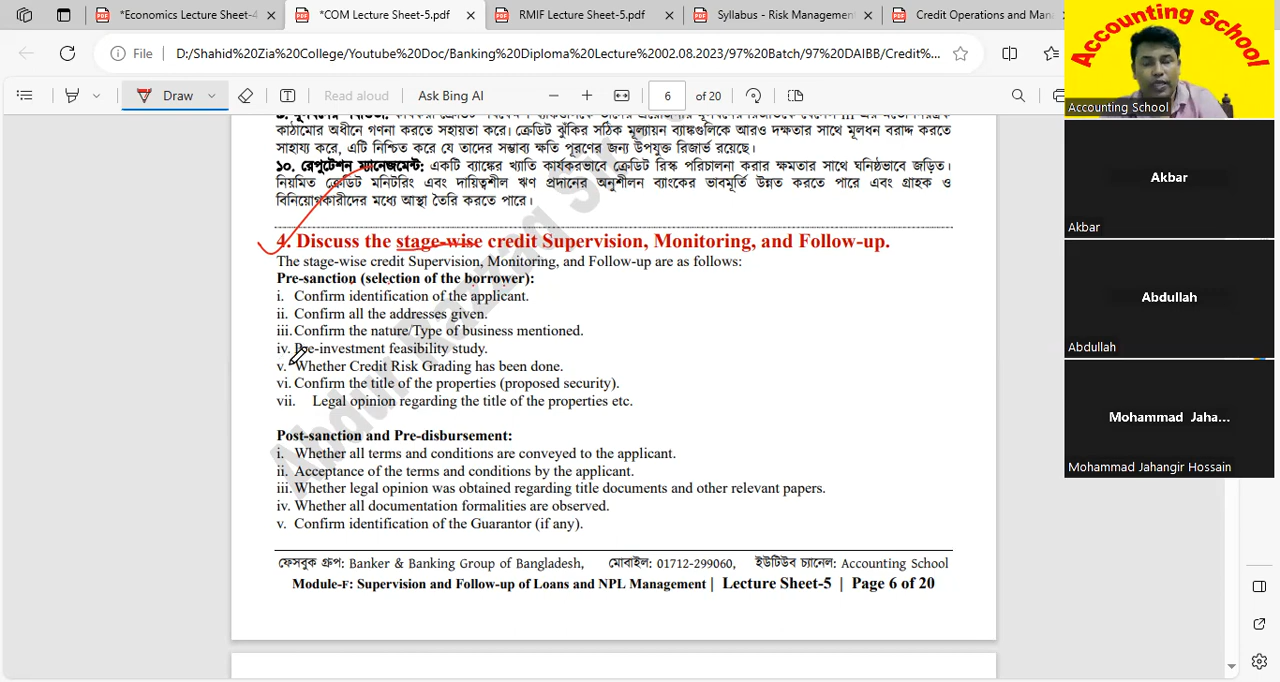 *Economics Lecture Sheet-4
*COM Lecture Sheet-5.pdf
RMIF Lecture Sheet-5.pdf
Syllabus - Risk Management
Credit Operations and Mana
File
D:/Shahid%20Zia%20College/Youtube%20Doc/Banking%20Diploma%20Lecture%2002.08.2023/97%20Batch/97%20DAIBB/Credit%...
Draw
Read aloud
Ask Bing AI
6
of 20
কাঠামোর অধীনে গণনা করতে সহায়তা করে। ক্রেডিট ঝুঁকির সঠিক মূল্যায়ন ব্যাংকগুলিকে আরও দক্ষতার সাথে মূলধন বরাদ্দ করতে
সাহায্য করে, এটি নিশ্চিত করে যে তাদের সম্ভাব্য ক্ষতি পূরণের জন্য উপযুক্ত রিজার্ভ রয়েছে।
১০. রেপুটেশন ম্যানেজমেন্ট: একটি ব্যাংকের খ্যাতি কার্যকরভাবে ক্রেডিট রিস্ক পরিচালনা করার ক্ষমতার সাথে ঘনিষ্ঠভাবে জড়িত।
নিয়মিত ক্রেডিট মনিটরিং এবং দায়িত্বশীল ঋণ প্রদানের অনুশীলন ব্যাংকের ভাবমূর্তি উন্নত করতে পারে এবং গ্রাহক ও
বিনিয়োগকারীদের মধ্যে আস্থা তৈরি করতে পারে।
4. Discuss the stage-wise credit Supervision, Monitoring, and Follow-up.
The stage-wise credit Supervision, Monitoring, and Follow-up are as follows:
Pre-sanction (selection of the borrower):
i. Confirm identification of the applicant.
ii. Confirm all the addresses given.
iii. Confirm the nature/Type of business mentioned.
iv. Pre-investment feasibility study.
v. Whether Credit Risk Grading has been done.
vi. Confirm the title of the properties (proposed security).
vii. Legal opinion regarding the title of the properties etc.
Post-sanction and Pre-disbursement:
i. Whether all terms and conditions are conveyed to the applicant.
ii. Acceptance of the terms and conditions by the applicant.
iii. Whether legal opinion was obtained regarding title documents and other relevant papers.
iv. Whether all documentation formalities are observed.
v. Confirm identification of the Guarantor (if any).
ফেসবুক গ্রুপ: Banker & Banking Group of Bangladesh, মোবাইল: 01712-299060, ইউটিউব চ্যানেল: Accounting School
Module-F: Supervision and Follow-up of Loans and NPL Management | Lecture Sheet-5 | Page 6 of 20
Abdur Razzaq Sir
Accounting School
Accounting School
Akbar
Akbar
Abdullah
Abdullah
Mohammad Jaha...
Mohammad Jahangir Hossain